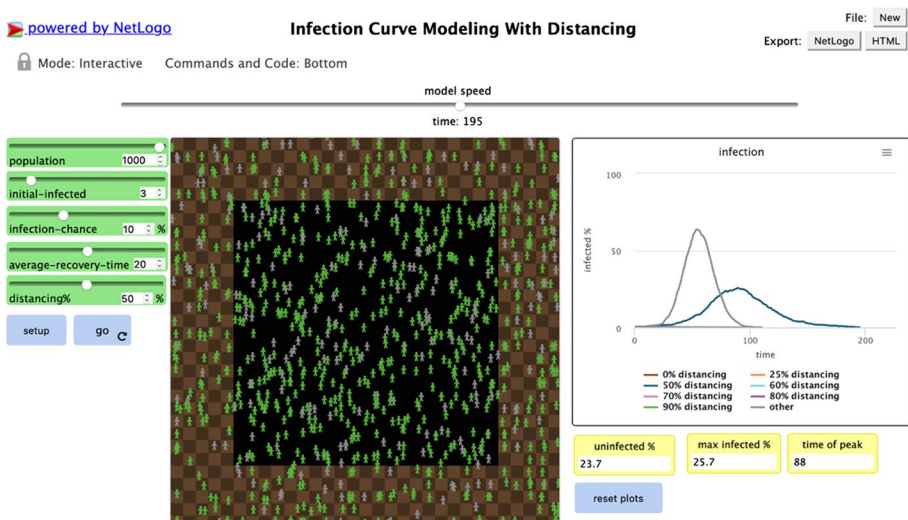 powered by NetLogo
Infection Curve Modeling With Distancing
File: New
Export: NetLogo HTML
Mode: Interactive Commands and Code: Bottom
model speed
time: 195
population 1000
initial-infected 3
infection-chance 10 %
average-recovery-time 20
distancing% 50 %
setup go
infection
100
50
0
infected %
0 100 200
time
0% distancing 25% distancing
50% distancing 60% distancing
70% distancing 80% distancing
90% distancing other
uninfected % max infected % time of peak
23.7 25.7 88
reset plots